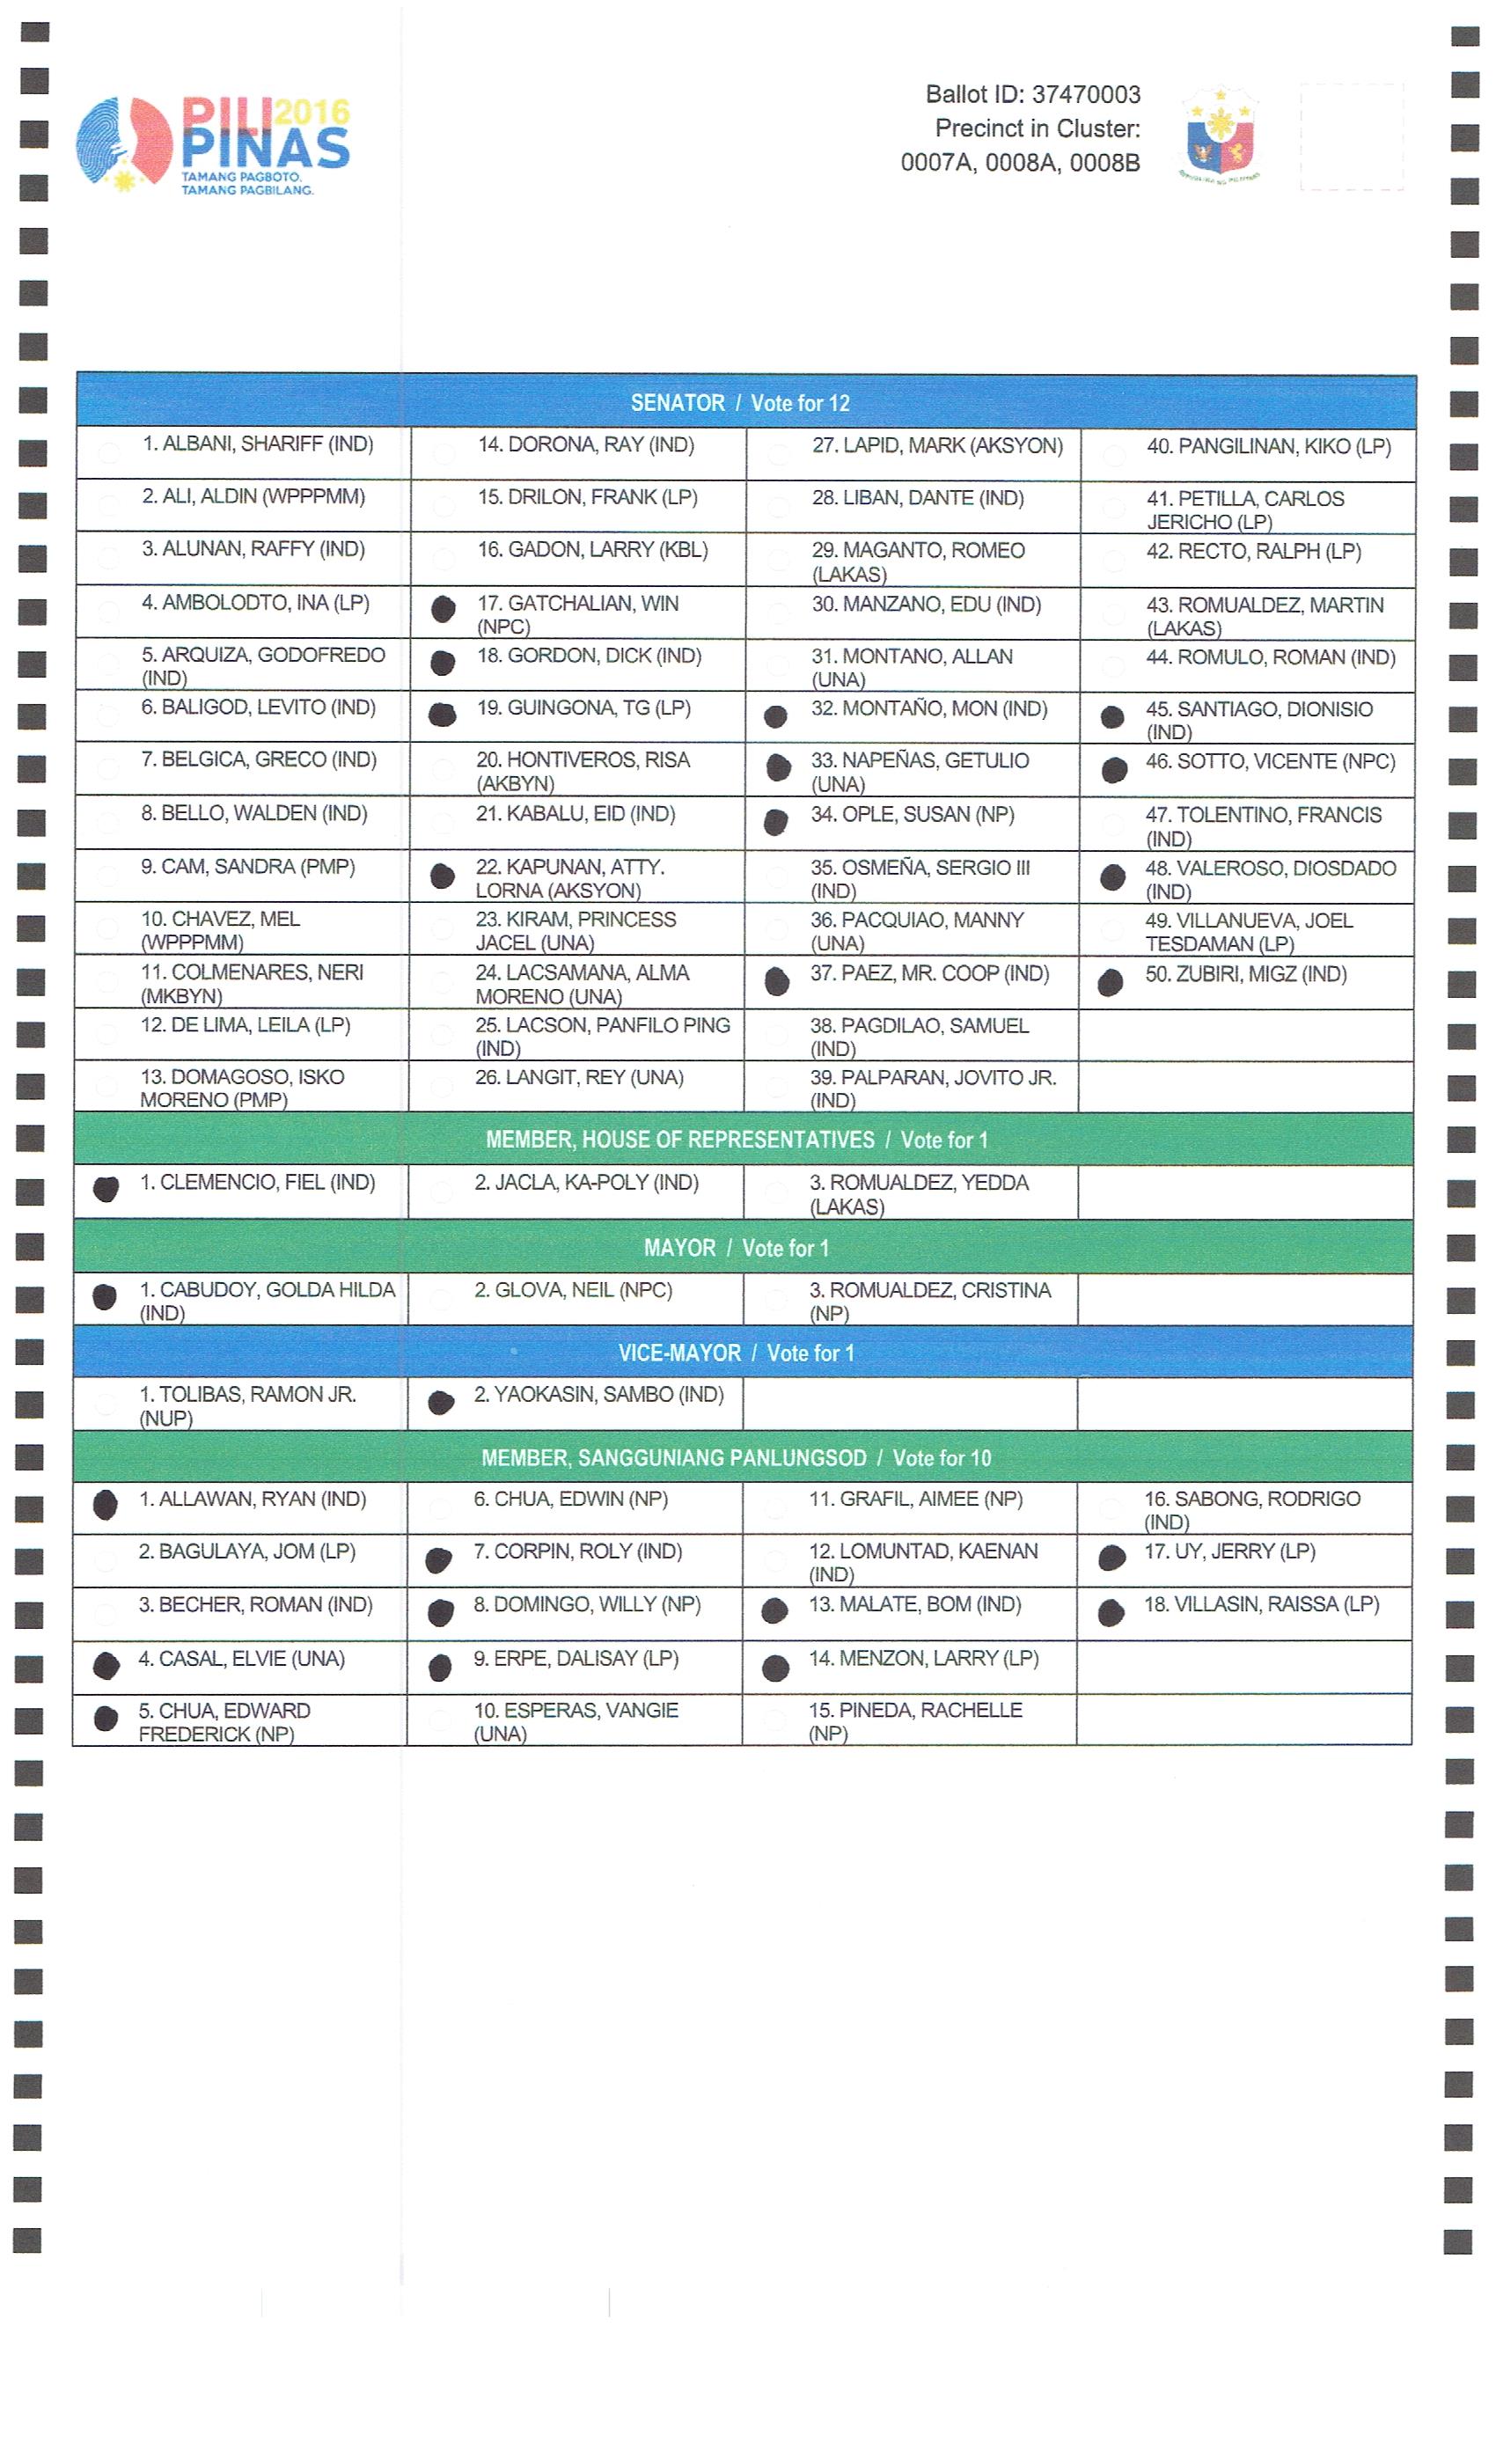 PILI 2016
PINAS
TAMANG PAGBOTO.
TAMANG PAGBILANG.
Ballot ID: 37470003
Precinct in Cluster:
0007A, 0008A, 0008B
SENATOR / Vote for 12
1. ALBANI, SHARIFF (IND)
14. DORONA, RAY (IND)
27. LAPID, MARK (AKSYON)
40. PANGILINAN, KIKO (LP)
2. ALI, ALDIN (WPPPMM)
15. DRILON, FRANK (LP)
28. LIBAN, DANTE (IND)
41. PETILLA, CARLOS
JERICHO (LP)
3. ALUNAN, RAFFY (IND)
16. GADON, LARRY (KBL)
29. MAGANTO, ROMEO
(LAKAS)
42. RECTO, RALPH (LP)
4. AMBOLODTO, INA (LP)
17. GATCHALIAN, WIN
(NPC)
30. MANZANO, EDU (IND)
43. ROMUALDEZ, MARTIN
(LAKAS)
5. ARQUIZA, GODOFREDO
(IND)
18. GORDON, DICK (IND)
31. MONTANO, ALLAN
(UNA)
44. ROMULO, ROMAN (IND)
6. BALIGOD, LEVITO (IND)
19. GUINGONA, TG (LP)
32. MONTAÑO, MON (IND)
45. SANTIAGO, DIONISIO
(IND)
7. BELGICA, GRECO (IND)
20. HONTIVEROS, RISA
(AKBYN)
33. NAPEÑAS, GETULIO
(UNA)
46. SOTTO, VICENTE (NPC)
8. BELLO, WALDEN (IND)
21. KABALU, EID (IND)
34. OPLE, SUSAN (NP)
47. TOLENTINO, FRANCIS
(IND)
9. CAM, SANDRA (PMP)
22. KAPUNAN, ATTY.
LORNA (AKSYON)
35. OSMEÑA, SERGIO III
(IND)
48. VALEROSO, DIOSDADO
(IND)
10. CHAVEZ, MEL
(WPPPMM)
23. KIRAM, PRINCESS
JACEL (UNA)
36. PACQUIAO, MANNY
(UNA)
49. VILLANUEVA, JOEL
TESDAMAN (LP)
11. COLMENARES, NERI
(MKBYN)
24. LACSAMANA, ALMA
MORENO (UNA)
37. PAEZ, MR. COOP (IND)
50. ZUBIRI, MIGZ (IND)
12. DE LIMA, LEILA (LP)
25. LACSON, PANFILO PING
(IND)
38. PAGDILAO, SAMUEL
(IND)
13. DOMAGOSO, ISKO
MORENO (PMP)
26. LANGIT, REY (UNA)
39. PALPARAN, JOVITO JR.
(IND)
MEMBER, HOUSE OF REPRESENTATIVES / Vote for 1
1. CLEMENCIO, FIEL (IND)
2. JACLA, KA-POLY (IND)
3. ROMUALDEZ, YEDDA
(LAKAS)
MAYOR / Vote for 1
1. CABUDOY, GOLDA HILDA
(IND)
2. GLOVA, NEIL (NPC)
3. ROMUALDEZ, CRISTINA
(NP)
VICE-MAYOR / Vote for 1
1. TOLIBAS, RAMON JR.
(NUP)
2. YAOKASIN, SAMBO (IND)
MEMBER, SANGGUNIANG PANLUNGSOD / Vote for 10
1. ALLAWAN, RYAN (IND)
6. CHUA, EDWIN (NP)
11. GRAFIL, AIMEE (NP)
16. SABONG, RODRIGO
(IND)
2. BAGULAYA, JOM (LP)
7. CORPIN, ROLY (IND)
12. LOMUNTAD, KAENAN
(IND)
17. UY, JERRY (LP)
3. BECHER, ROMAN (IND)
8. DOMINGO, WILLY (NP)
13. MALATE, BOM (IND)
18. VILLASIN, RAISSA (LP)
4. CASAL, ELVIE (UNA)
9. ERPE, DALISAY (LP)
14. MENZON, LARRY (LP)
5. CHUA, EDWARD
FREDERICK (NP)
10. ESPERAS, VANGIE
(UNA)
15. PINEDA, RACHELLE
(NP)